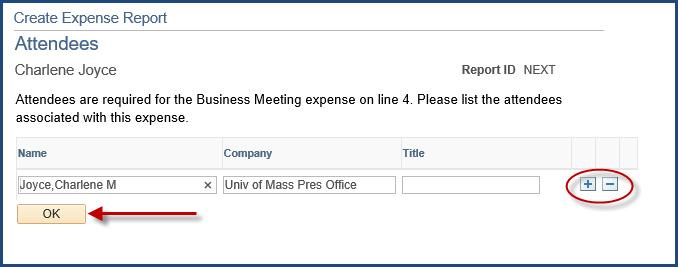 Create Expense Report
Attendees
Charlene Joyce Report ID NEXT
Attendees are required for the Business Meeting expense on line 4. Please list the attendees
associated with this expense.
Name Company Title
Joyce,Charlene M × Univ of Mass Pres Office + −
OK